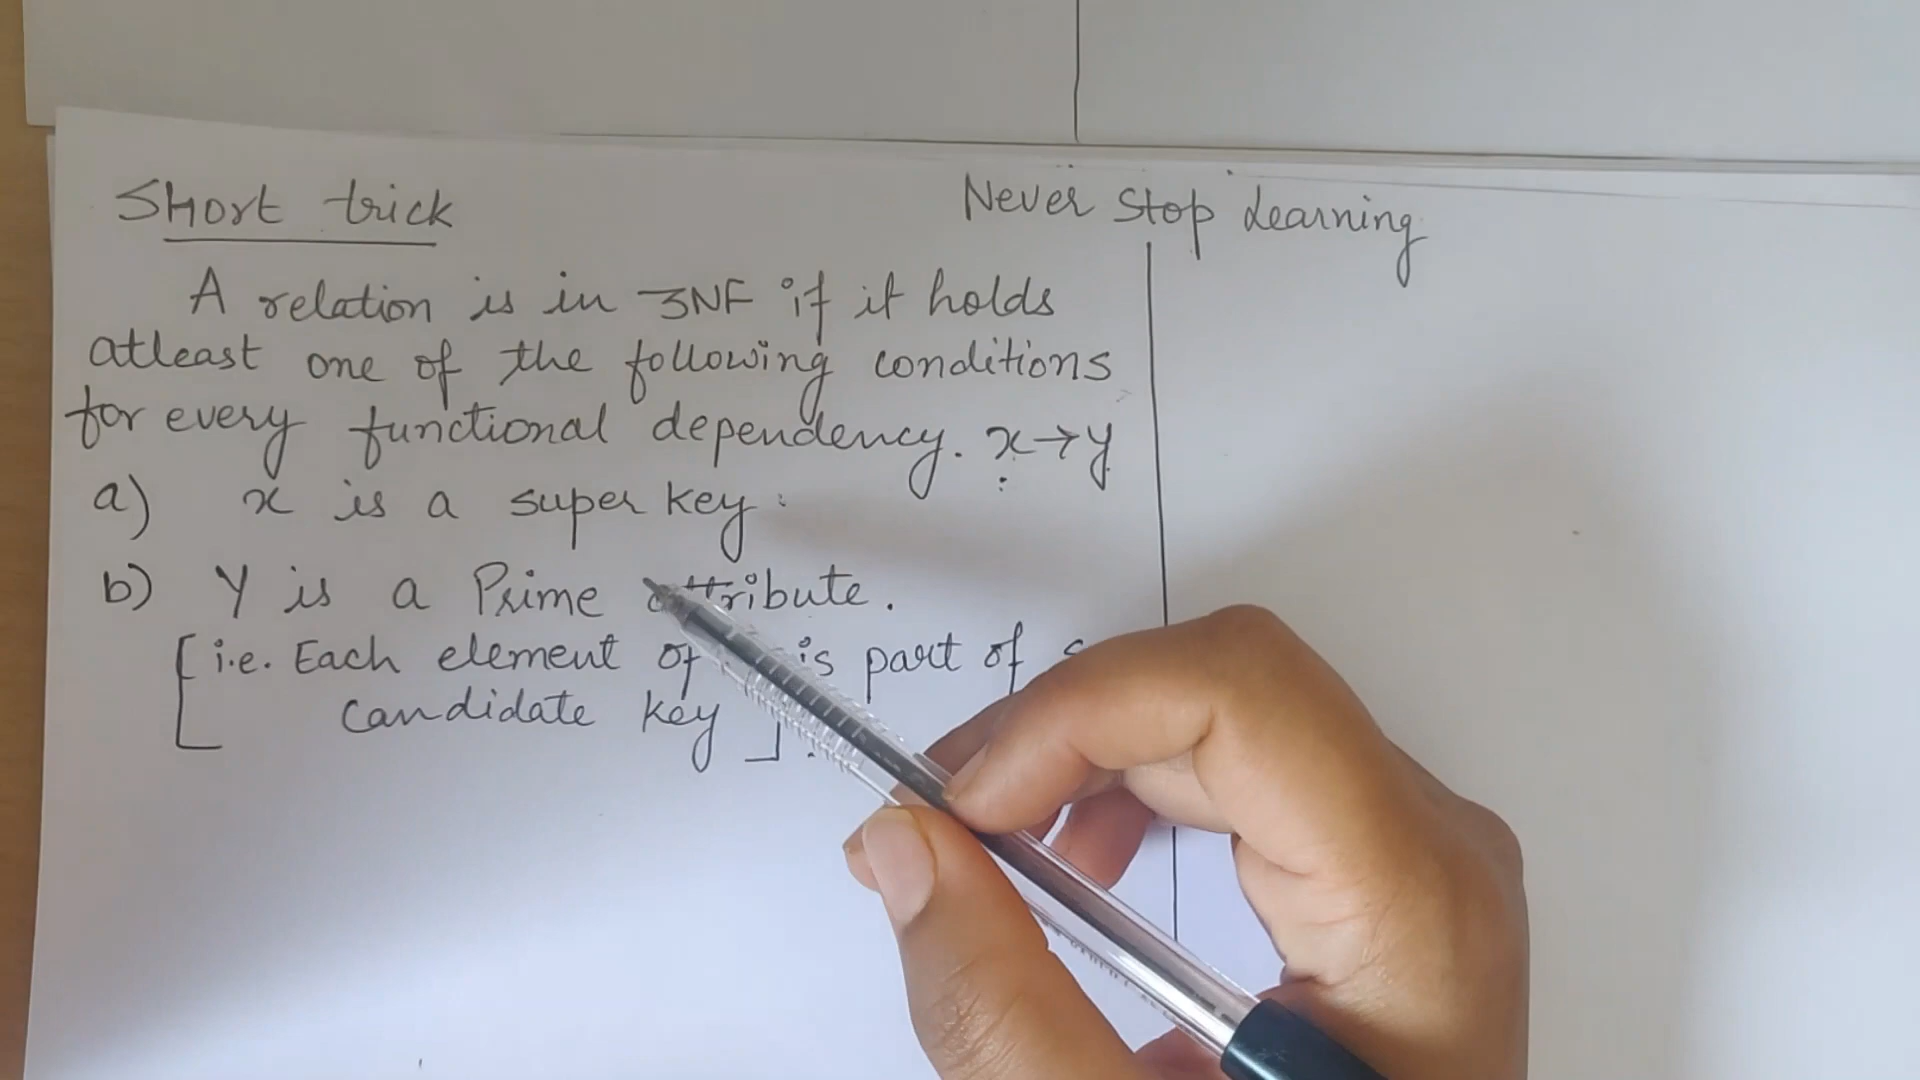 Short trick
Never Stop Learning
A relation is in 3NF if it holds
atleast one of the following conditions
for every functional dependency. x→y
a) x is a super key.
b) Y is a Prime attribute.
[i.e. Each element of is part of
candidate key].